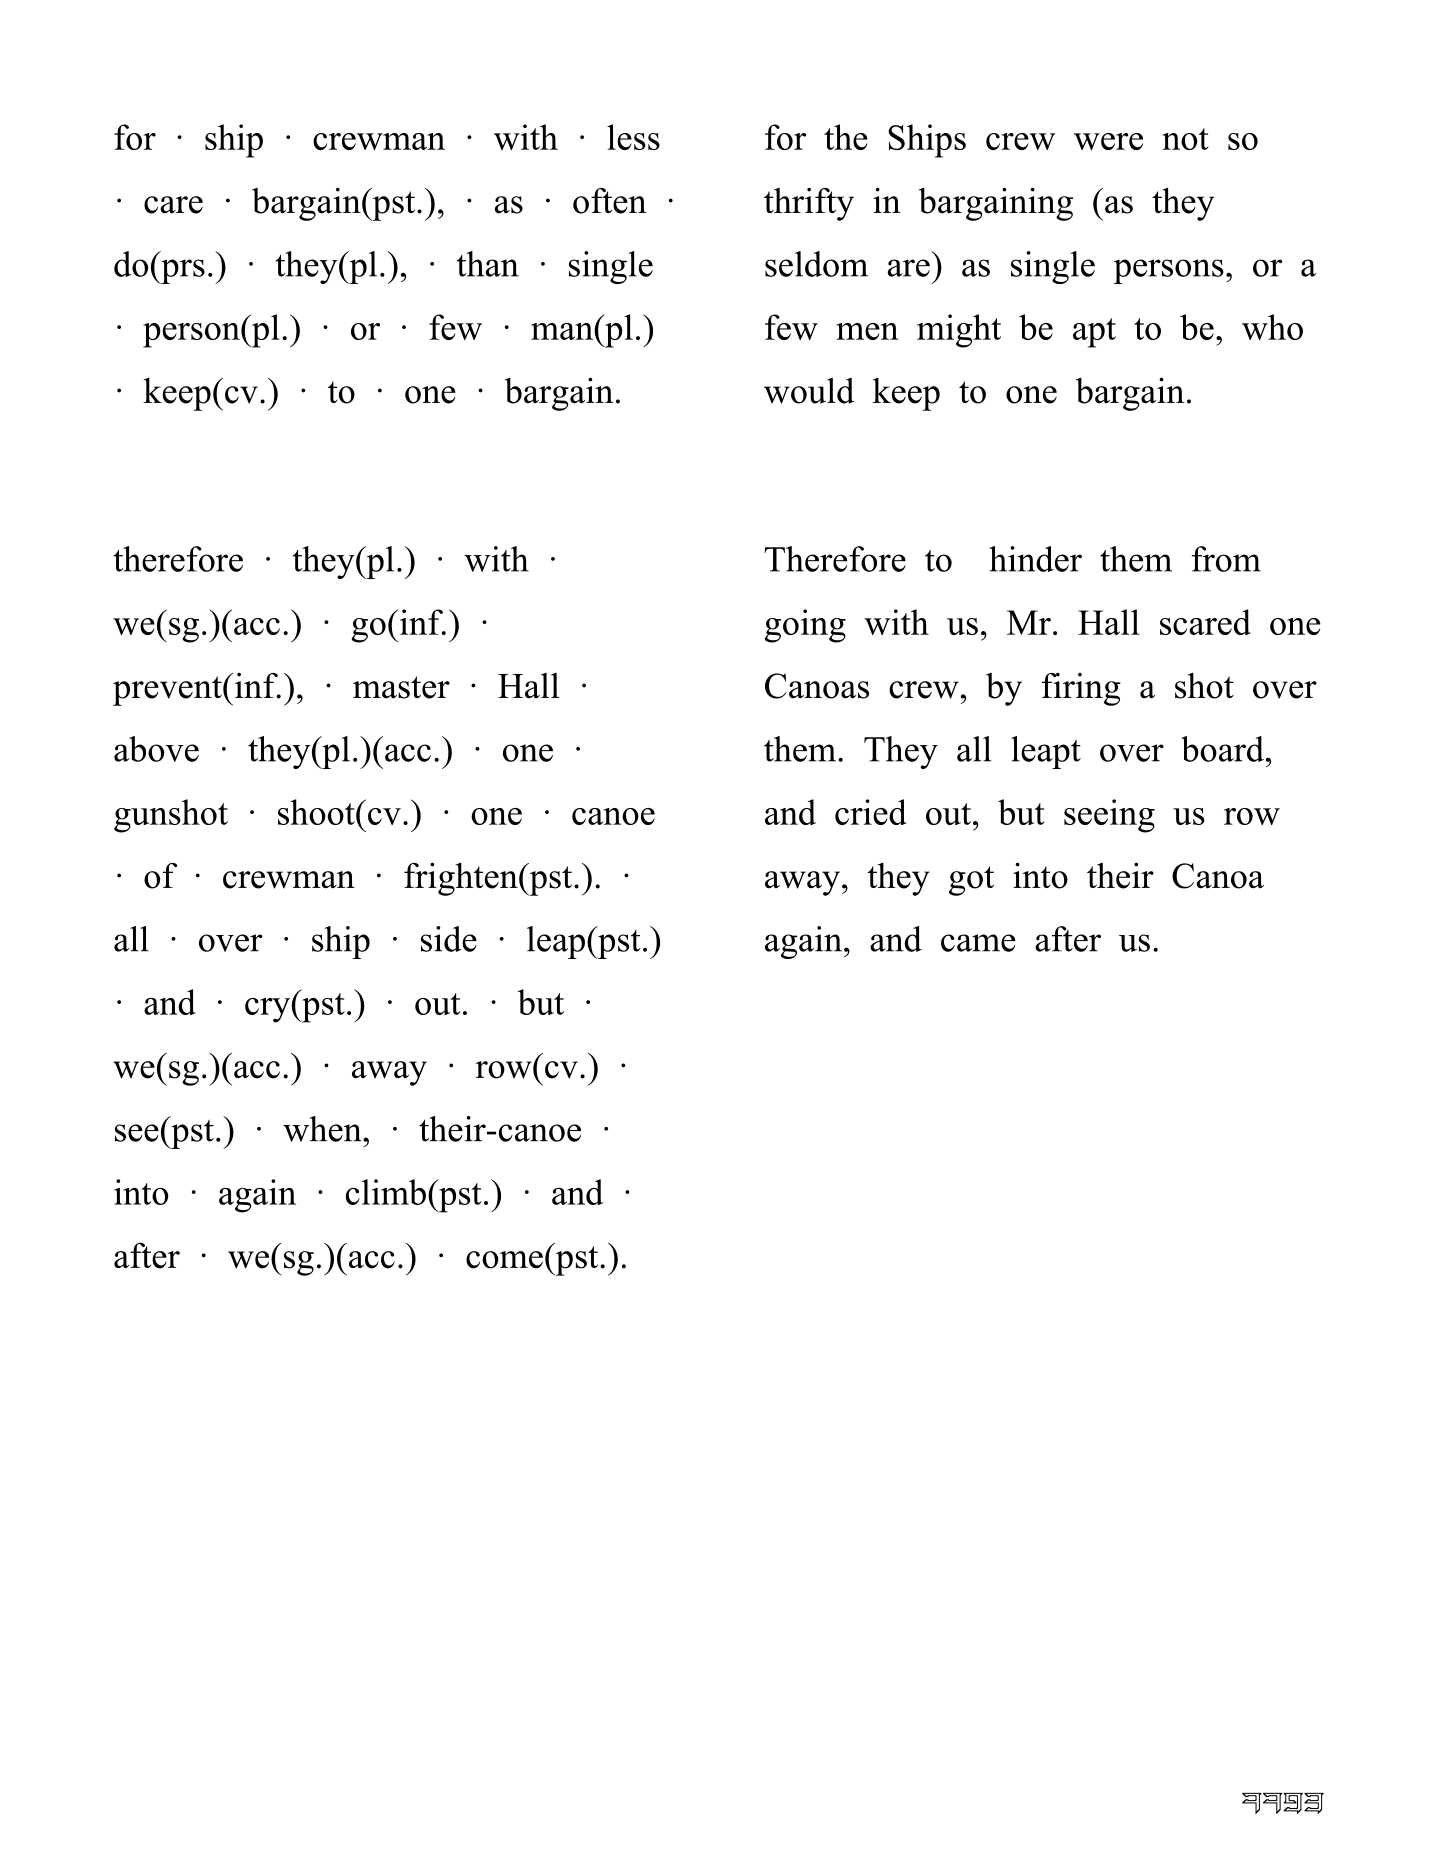 for · ship · crewman · with · less
· care · bargain(pst.), · as · often ·
do(prs.) · they(pl.), · than · single
· person(pl.) · or · few · man(pl.)
· keep(cv.) · to · one · bargain.
for the Ships crew were not so
thrifty in bargaining (as they
seldom are) as single persons, or a
few men might be apt to be, who
would keep to one bargain.
therefore · they(pl.) · with ·
we(sg.)(acc.) · go(inf.) ·
prevent(inf.), · master · Hall ·
above · they(pl.)(acc.) · one ·
gunshot · shoot(cv.) · one · canoe
· of · crewman · frighten(pst.). ·
all · over · ship · side · leap(pst.)
· and · cry(pst.) · out. · but ·
we(sg.)(acc.) · away · row(cv.) ·
see(pst.) · when, · their-canoe ·
into · again · climb(pst.) · and ·
after · we(sg.)(acc.) · come(pst.).
Therefore to hinder them from
going with us, Mr. Hall scared one
Canoas crew, by firing a shot over
them. They all leapt over board,
and cried out, but seeing us row
away, they got into their Canoa
again, and came after us.